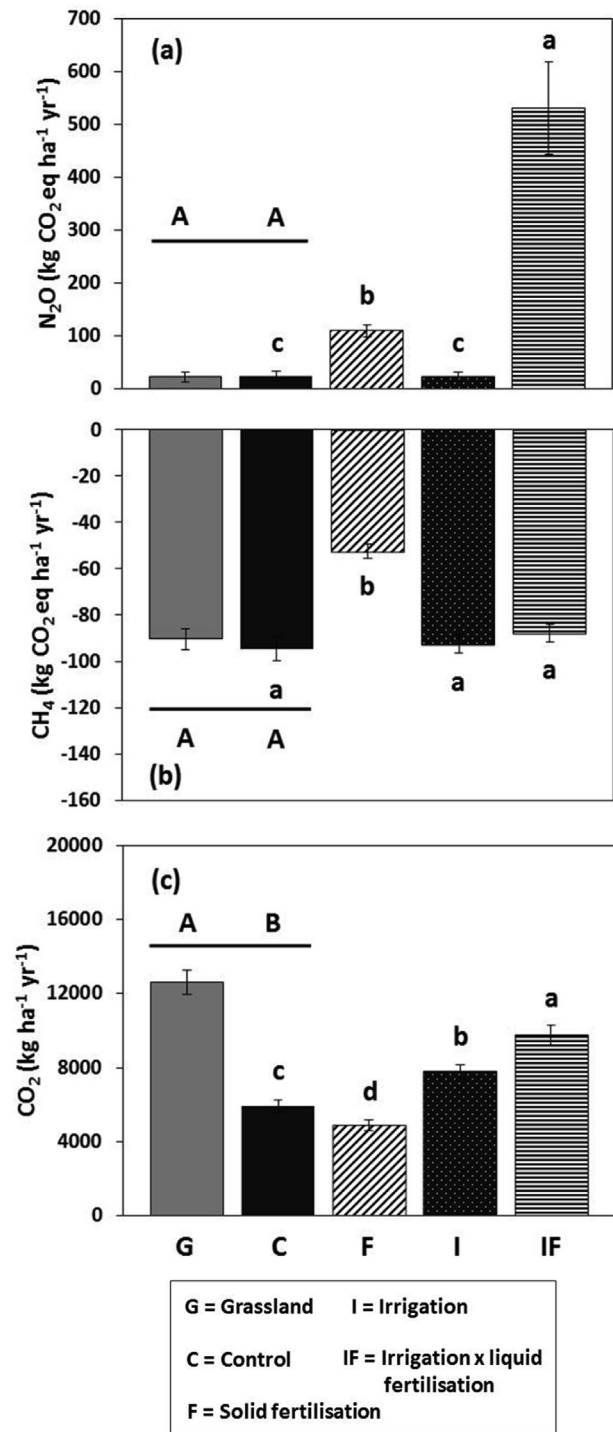 700
600
500
400
300
200
100
0
N₂O (kg CO₂ eq ha⁻¹ yr⁻¹)
(a)
A A
c
b
c
a
0
-20
-40
-60
-80
-100
-120
-140
-160
CH₄ (kg CO₂ eq ha⁻¹ yr⁻¹)
a
b
a
a
A A
(b)
20000
16000
12000
8000
4000
0
CO₂ (kg ha⁻¹ yr⁻¹)
(c)
A B
c
d
b
a
G C F I IF
G = Grassland I = Irrigation
C = Control IF = Irrigation x liquid
fertilisation
F = Solid fertilisation